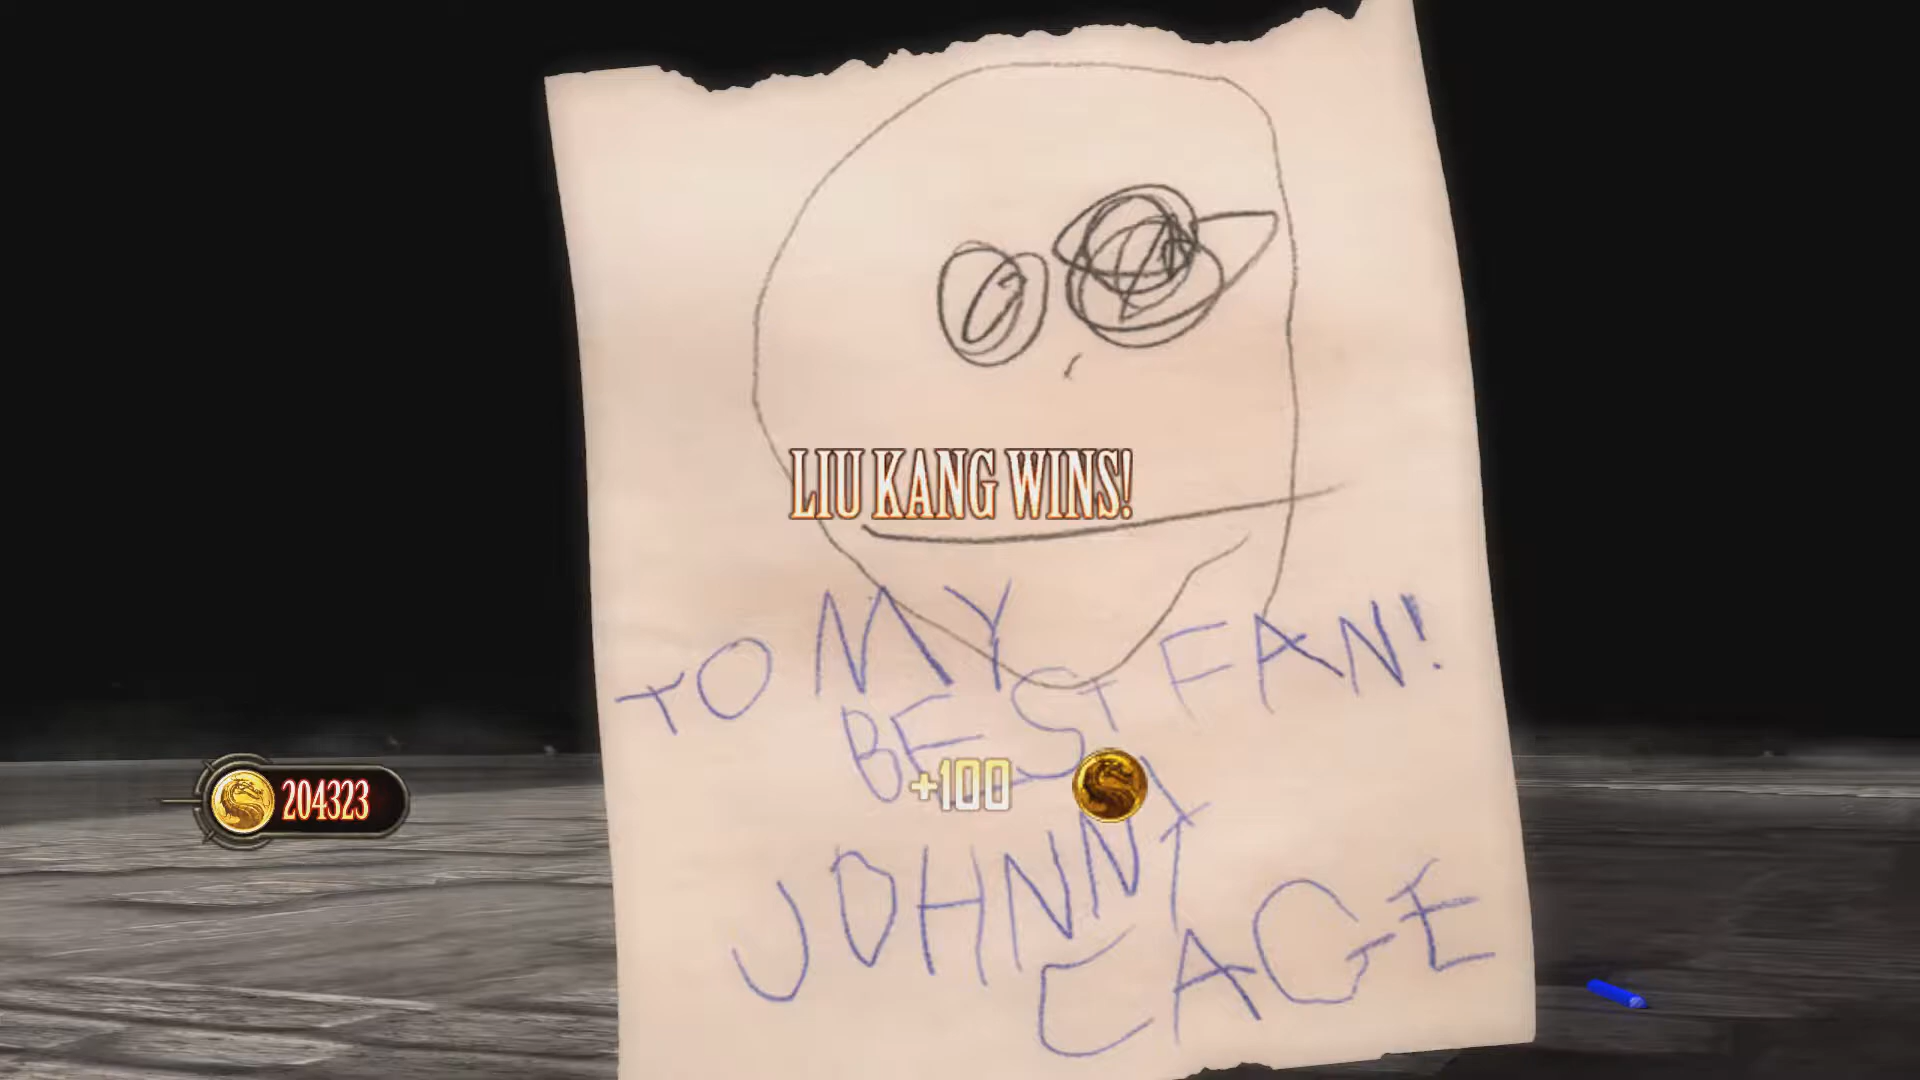 LIU KANG WINS!
TO MY
BEST FAN!
+100
204323
JOHNNY
CAGE